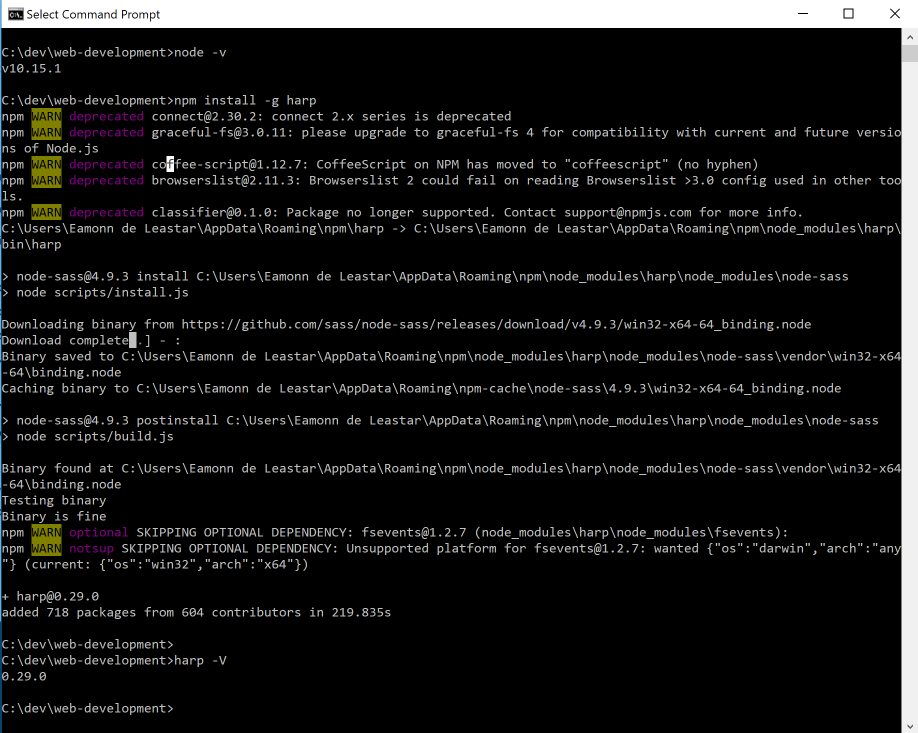 Select Command Prompt
C:\dev\web-development>node -v
v10.15.1
C:\dev\web-development>npm install -g harp
npm WARN deprecated connect@2.30.2: connect 2.x series is deprecated
npm WARN deprecated graceful-fs@3.0.11: please upgrade to graceful-fs 4 for compatibility with current and future versio
ns of Node.js
npm WARN deprecated coffee-script@1.12.7: CoffeeScript on NPM has moved to "coffeescript" (no hyphen)
npm WARN deprecated browserslist@2.11.3: Browserslist 2 could fail on reading Browserslist >3.0 config used in other too
ls.
npm WARN deprecated classifier@0.1.0: Package no longer supported. Contact support@npmjs.com for more info.
C:\Users\Eamonn de Leastar\AppData\Roaming\npm\harp -> C:\Users\Eamonn de Leastar\AppData\Roaming\npm\node_modules\harp\
bin\harp
> node-sass@4.9.3 install C:\Users\Eamonn de Leastar\AppData\Roaming\npm\node_modules\harp\node_modules\node-sass
> node scripts/install.js
Downloading binary from https://github.com/sass/node-sass/releases/download/v4.9.3/win32-x64-64_binding.node
Download complete .] - :
Binary saved to C:\Users\Eamonn de Leastar\AppData\Roaming\npm\node_modules\harp\node_modules\node-sass\vendor\win32-x64
-64\binding.node
Caching binary to C:\Users\Eamonn de Leastar\AppData\Roaming\npm-cache\node-sass\4.9.3\win32-x64-64_binding.node
> node-sass@4.9.3 postinstall C:\Users\Eamonn de Leastar\AppData\Roaming\npm\node_modules\harp\node_modules\node-sass
> node scripts/build.js
Binary found at C:\Users\Eamonn de Leastar\AppData\Roaming\npm\node_modules\harp\node_modules\node-sass\vendor\win32-x64
-64\binding.node
Testing binary
Binary is fine
npm WARN optional SKIPPING OPTIONAL DEPENDENCY: fsevents@1.2.7 (node_modules\harp\node_modules\fsevents):
npm WARN notsup SKIPPING OPTIONAL DEPENDENCY: Unsupported platform for fsevents@1.2.7: wanted {"os":"darwin","arch":"any
"} (current: {"os":"win32","arch":"x64"})
+ harp@0.29.0
added 718 packages from 604 contributors in 219.835s
C:\dev\web-development>
C:\dev\web-development>harp -V
0.29.0
C:\dev\web-development>